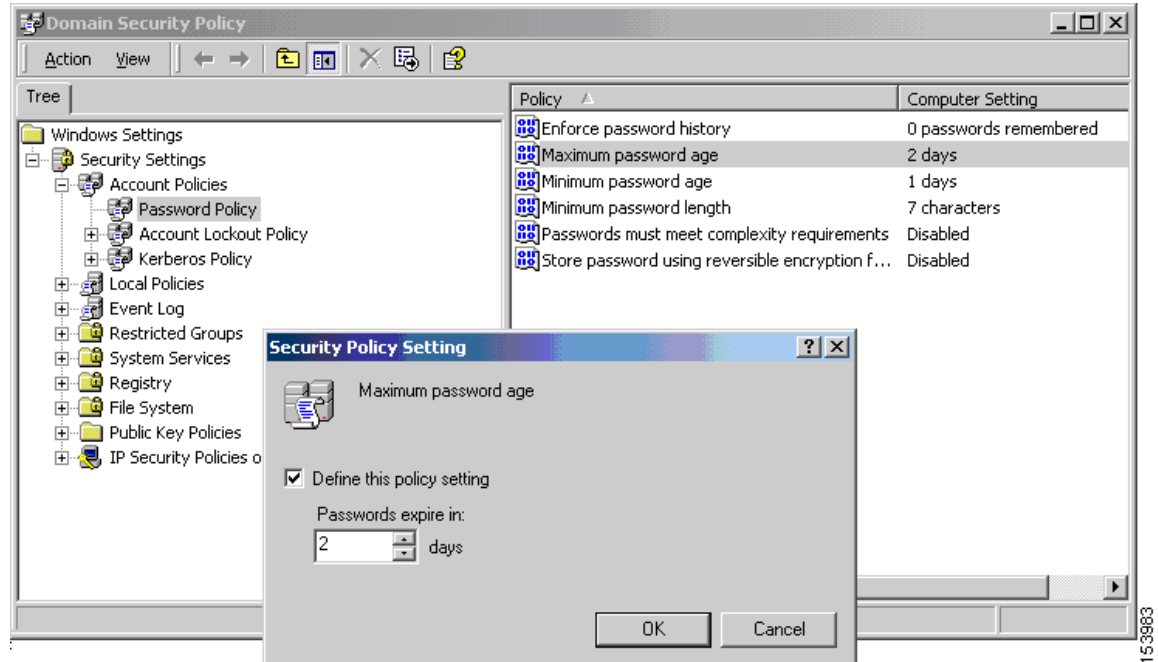 Domain Security Policy
Action View
Tree
Policy Computer Setting
Windows Settings
Security Settings
Account Policies
Password Policy
Account Lockout Policy
Kerberos Policy
Local Policies
Event Log
Restricted Groups
System Services
Registry
File System
Public Key Policies
IP Security Policies o
Enforce password history 0 passwords remembered
Maximum password age 2 days
Minimum password age 1 days
Minimum password length 7 characters
Passwords must meet complexity requirements Disabled
Store password using reversible encryption f... Disabled
Security Policy Setting
Maximum password age
Define this policy setting
Passwords expire in:
2 days
OK Cancel
153983